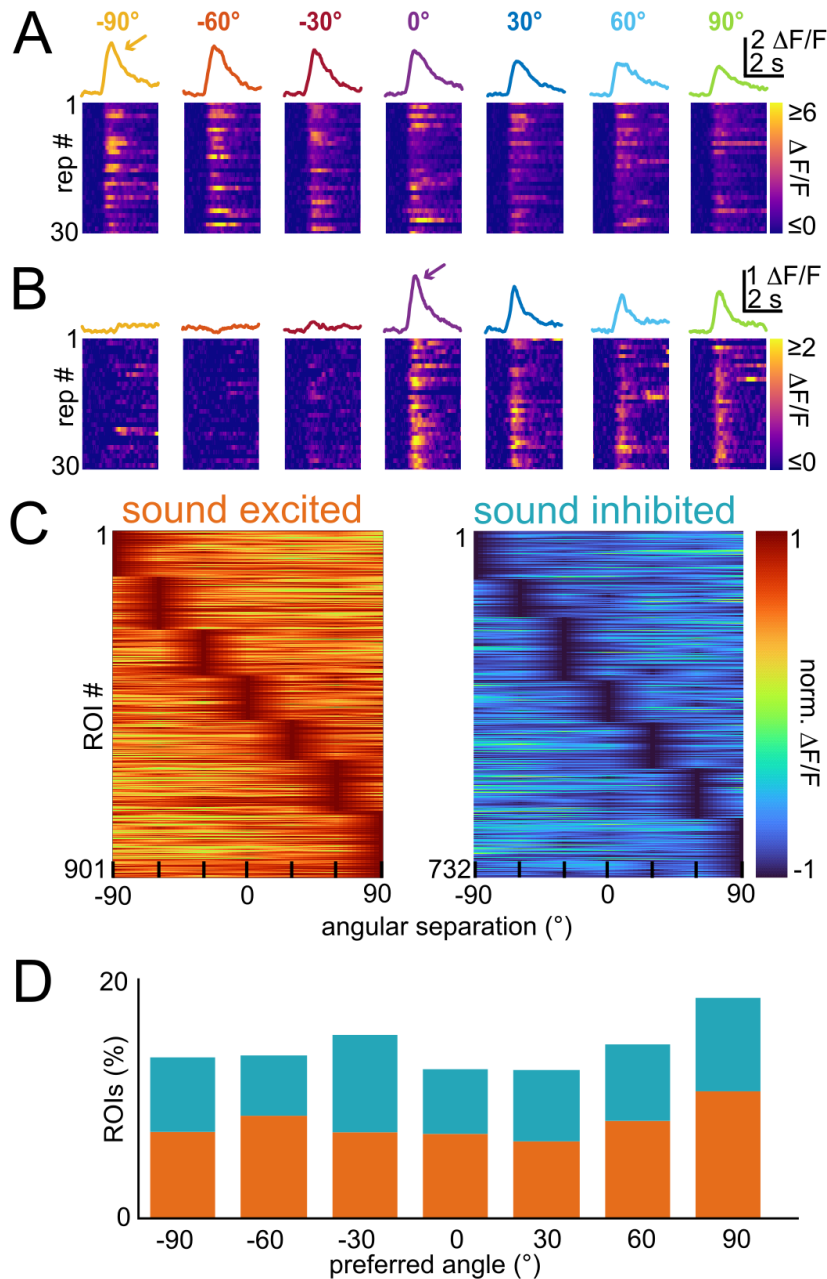 A
-90° -60° -30° 0° 30° 60° 90°
2 ΔF/F
2 s
1
rep #
30
≥6
Δ F/F
≤0
B
1 ΔF/F
2 s
1
rep #
30
≥2
ΔF/F
≤0
C
sound excited sound inhibited
1 1 1
ROI #
norm. ΔF/F
901 732 -1
-90 0 90 -90 0 90
angular separation (°)
D
20
ROIs (%)
0
-90 -60 -30 0 30 60 90
preferred angle (°)